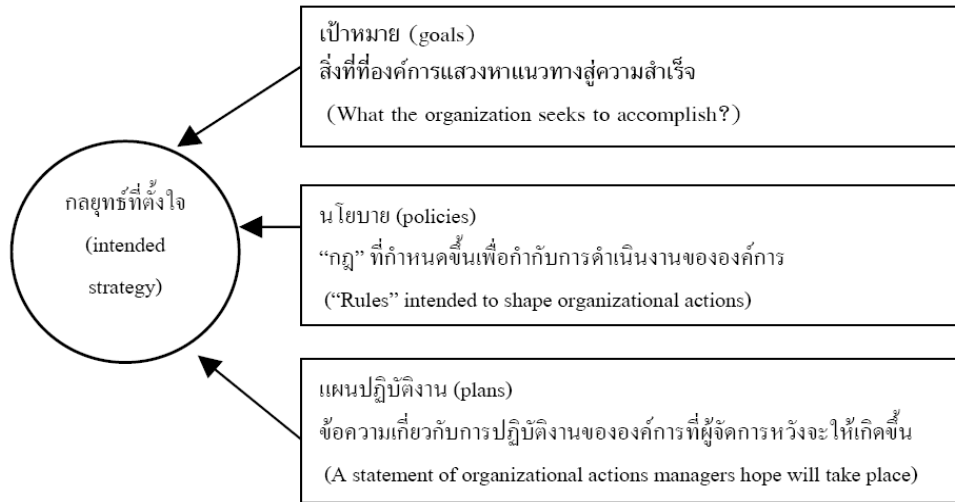 เป้าหมาย (goals)
สิ่งที่ที่องค์การแสวงหาแนวทางสู่ความสำเร็จ
(What the organization seeks to accomplish?)
กลยุทธ์ที่ตั้งใจ
(intended
strategy)
นโยบาย (policies)
“กฎ” ที่กำหนดขึ้นเพื่อกำกับการดำเนินงานขององค์การ
(“Rules” intended to shape organizational actions)
แผนปฏิบัติงาน (plans)
ข้อความเกี่ยวกับการปฏิบัติงานขององค์การที่ผู้จัดการหวังจะให้เกิดขึ้น
(A statement of organizational actions managers hope will take place)